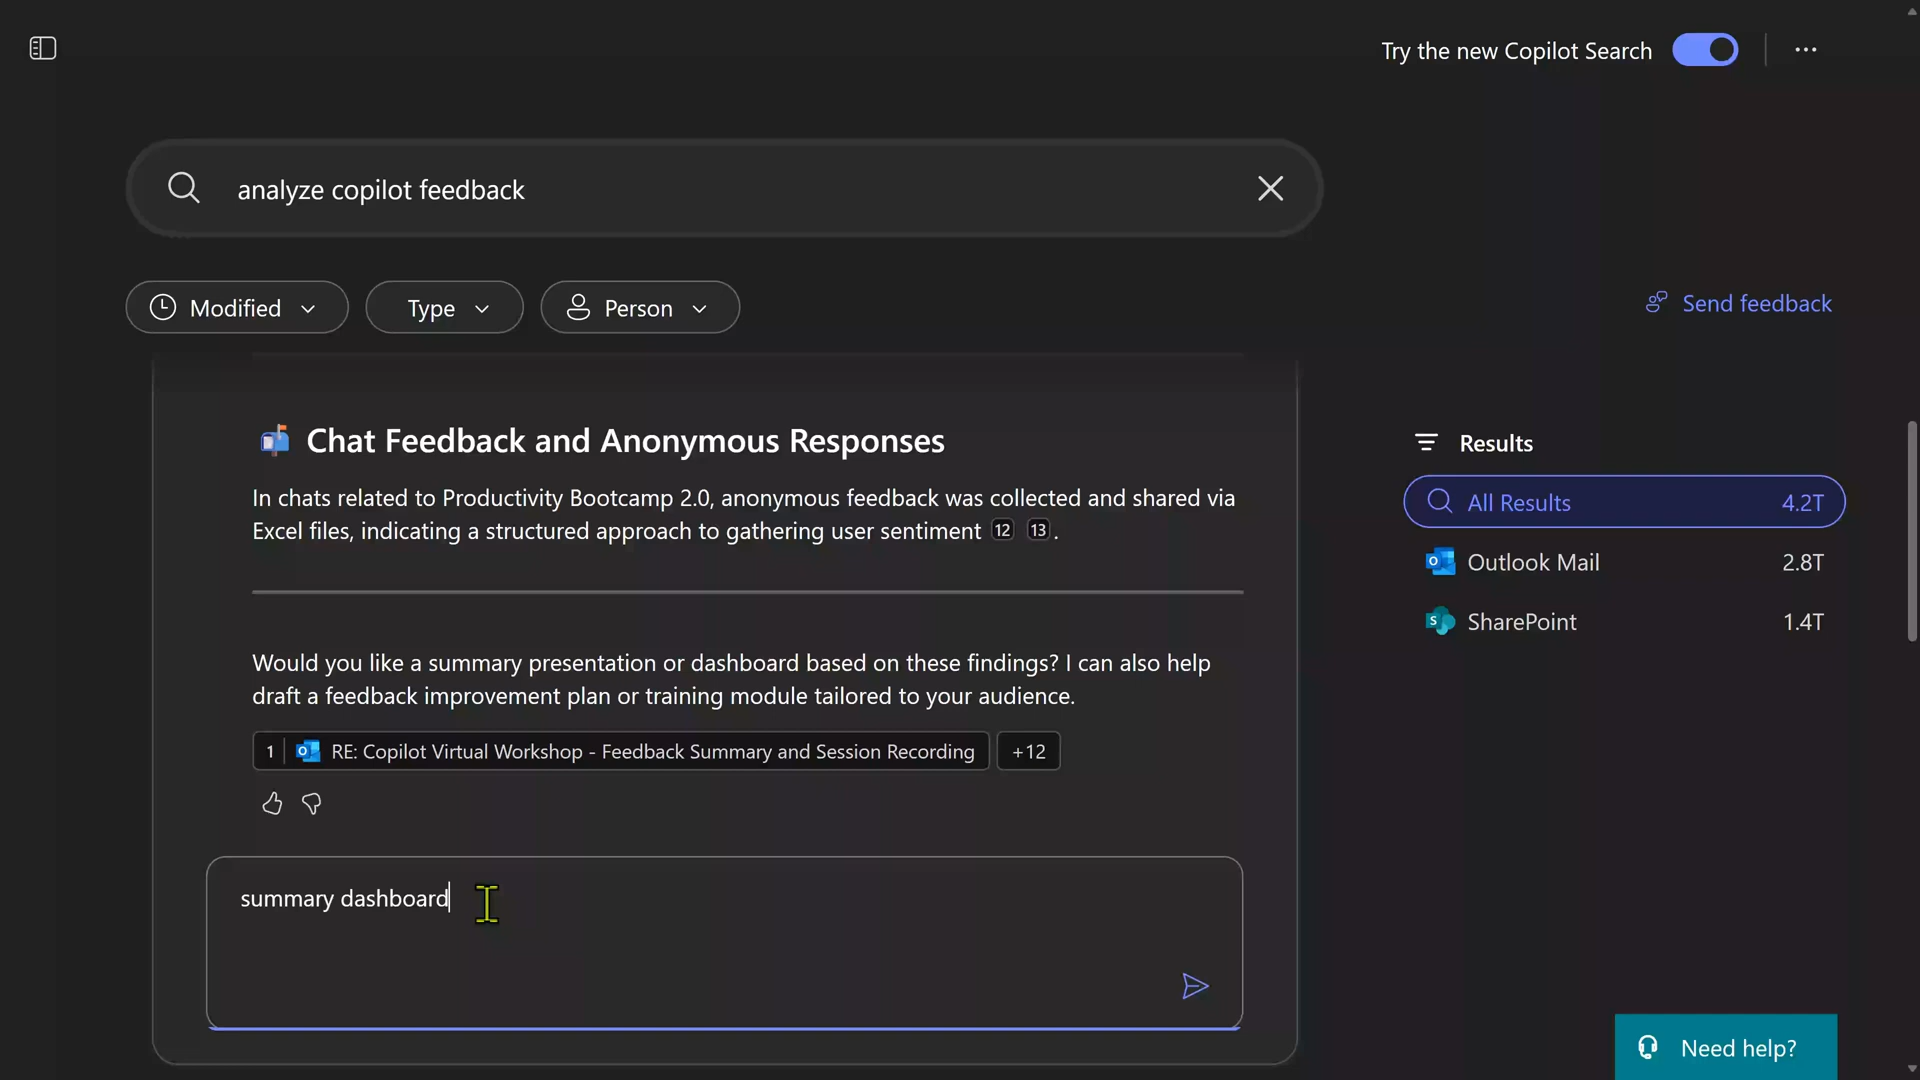 Try the new Copilot Search
analyze copilot feedback
Modified
Type
Person
Send feedback
Chat Feedback and Anonymous Responses
In chats related to Productivity Bootcamp 2.0, anonymous feedback was collected and shared via
Excel files, indicating a structured approach to gathering user sentiment 12 13 .
Would you like a summary presentation or dashboard based on these findings? I can also help
draft a feedback improvement plan or training module tailored to your audience.
1 RE: Copilot Virtual Workshop - Feedback Summary and Session Recording +12
summary dashboard
Results
All Results 4.2T
Outlook Mail 2.8T
SharePoint 1.4T
Need help?